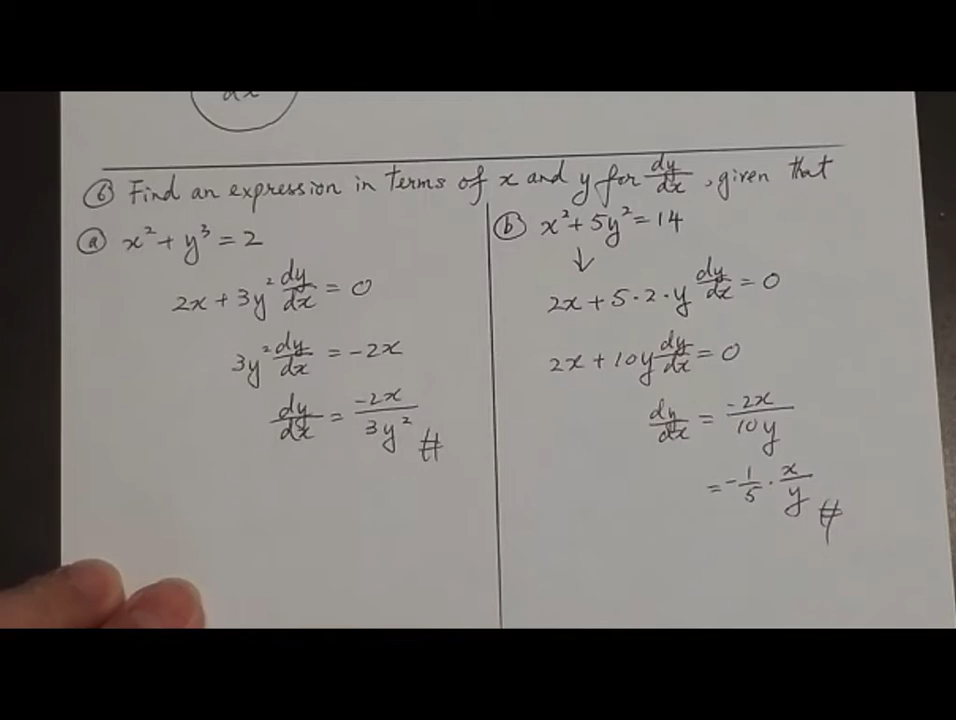 dx
⑥ Find an expression in terms of x and y for dy/dx, given that
ⓐ x² + y³ = 2
2x + 3y² dy/dx = 0
3y² dy/dx = -2x
dy/dx = -2x/3y² #
ⓑ x² + 5y² = 14
↓
2x + 5·2·y dy/dx = 0
2x + 10y dy/dx = 0
dy/dx = -2x/10y
= -1/5 · x/y #